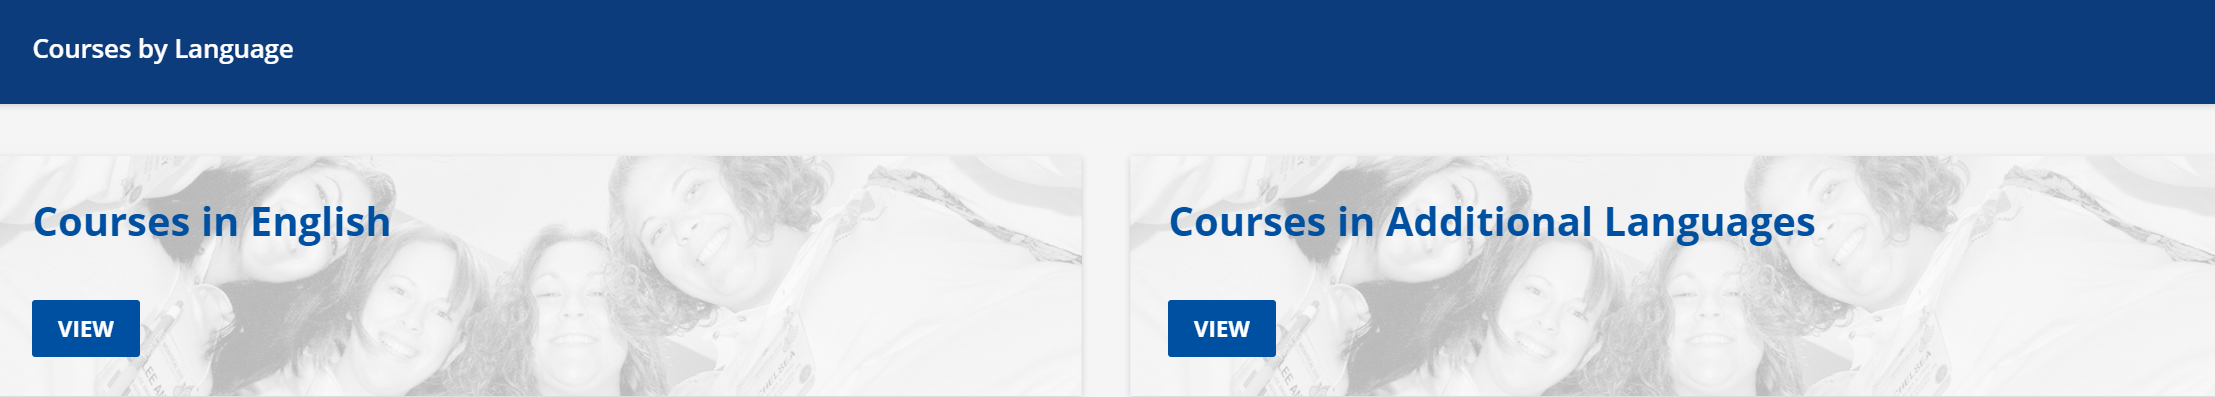 Courses by Language
Courses in English
VIEW
Courses in Additional Languages
VIEW